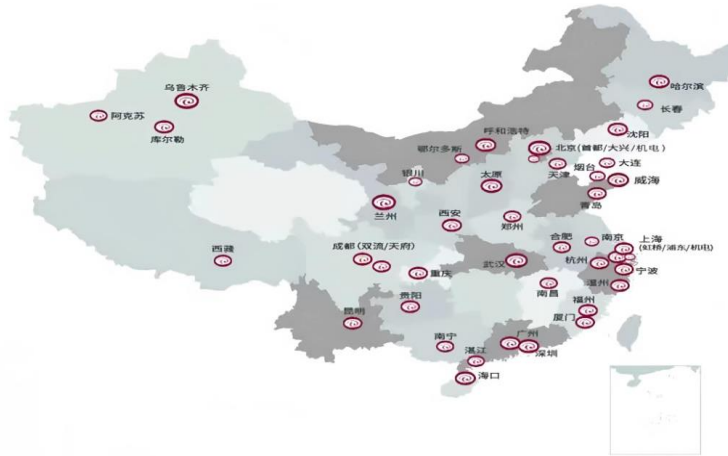 哈尔滨
乌鲁木齐
长春
阿克苏
沈阳
库尔勒
呼和浩特
鄂尔多斯
北京(首都/大兴/机电)
烟台
大连
天津
银川
太原
威海
青岛
兰州
西安
郑州
合肥
南京
上海
(虹桥/浦东/机电)
西藏
成都(双流/天府)
武汉
杭州
宁波
重庆
温州
南昌
贵阳
福州
昆明
厦门
南宁
广州
湛江
深圳
海口